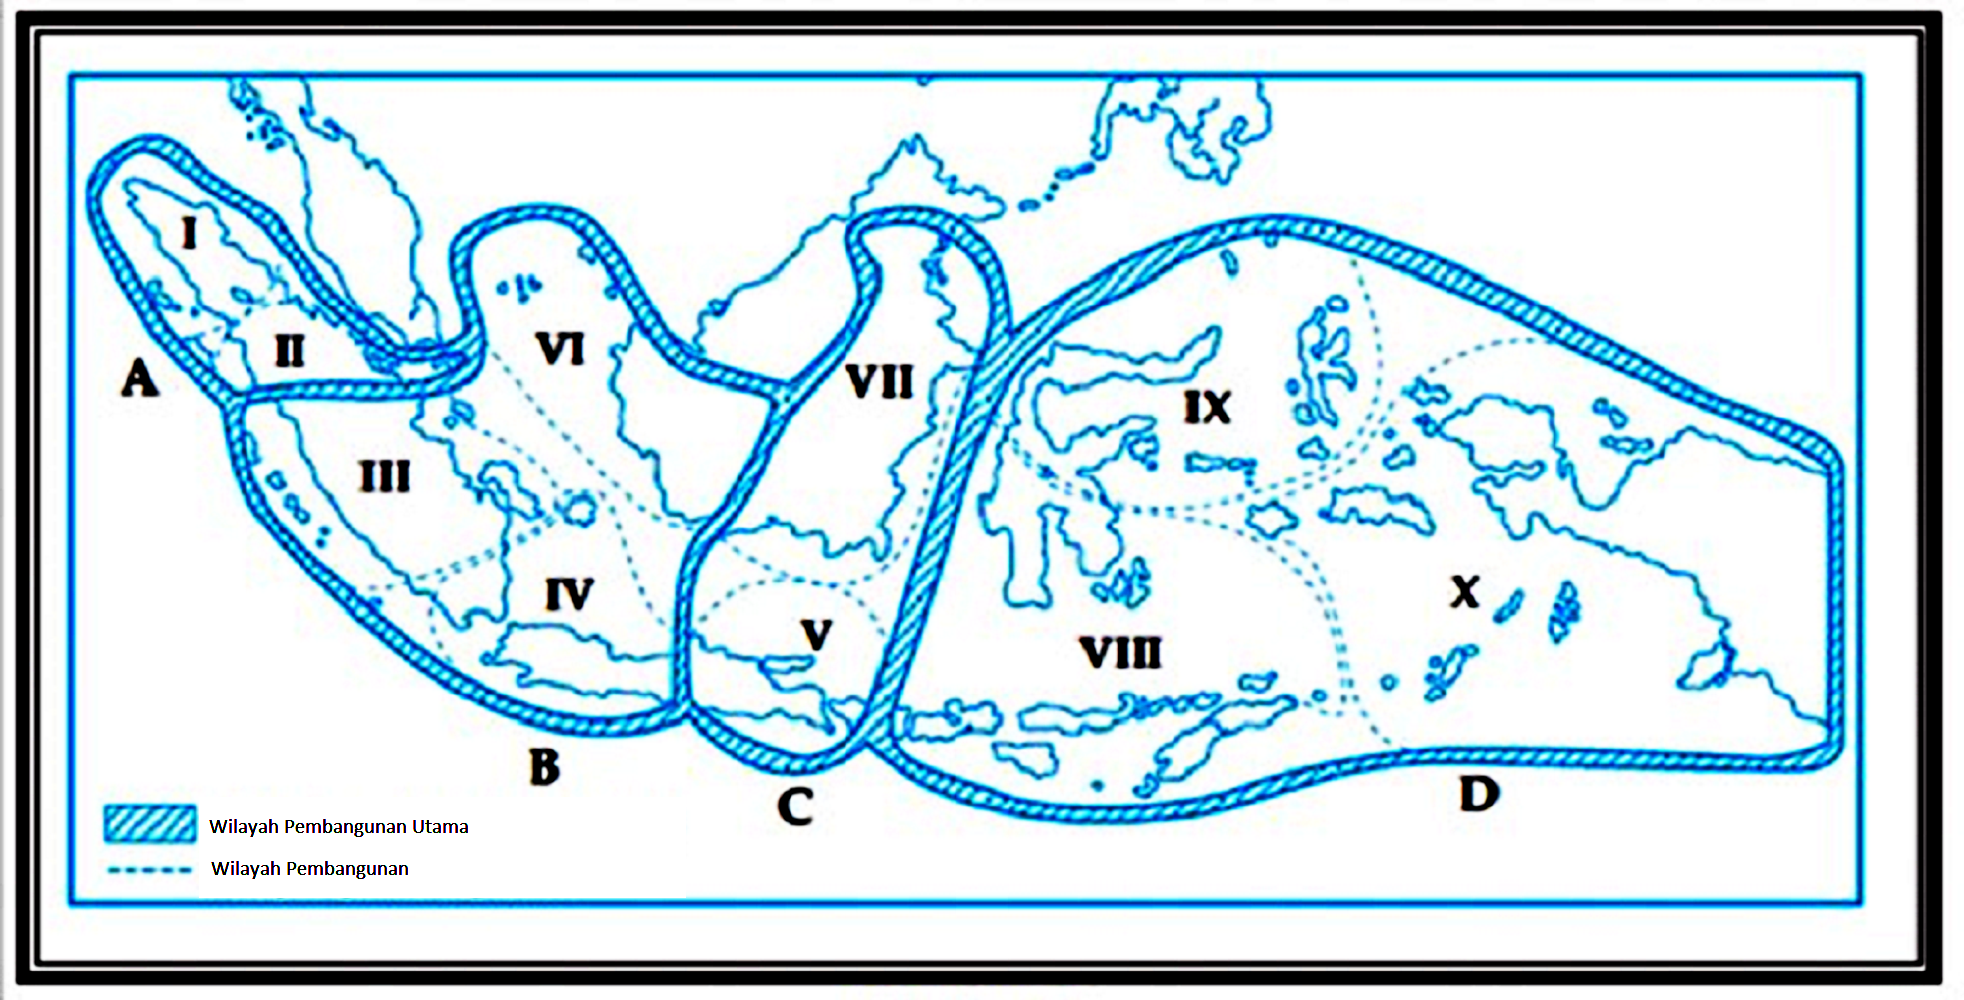 I
II
A
III
VI
VII
IX
IV
V
VIII
X
B
C
D
Wilayah Pembangunan Utama
Wilayah Pembangunan